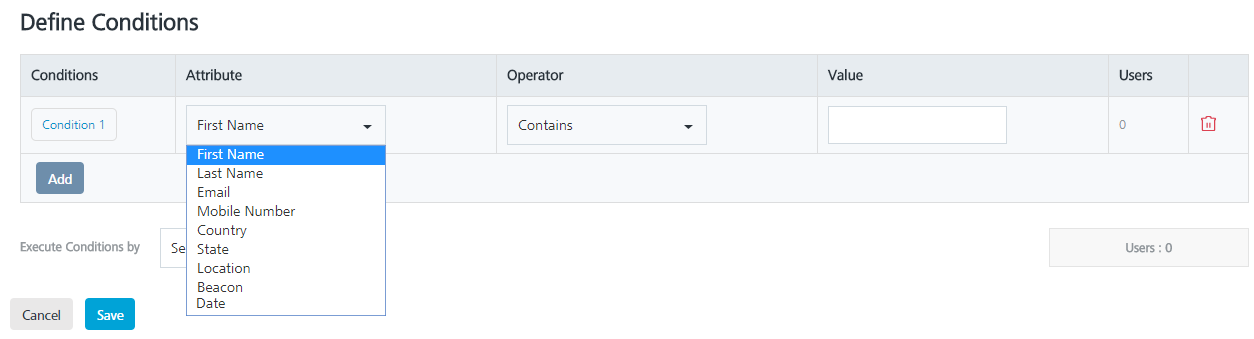 Define Conditions
Conditions Attribute Operator Value Users
Condition 1 First Name Contains 0
First Name
Add
Last Name
Email
Mobile Number
Country
State
Location
Beacon
Date
Execute Conditions by Se Users : 0
Cancel Save